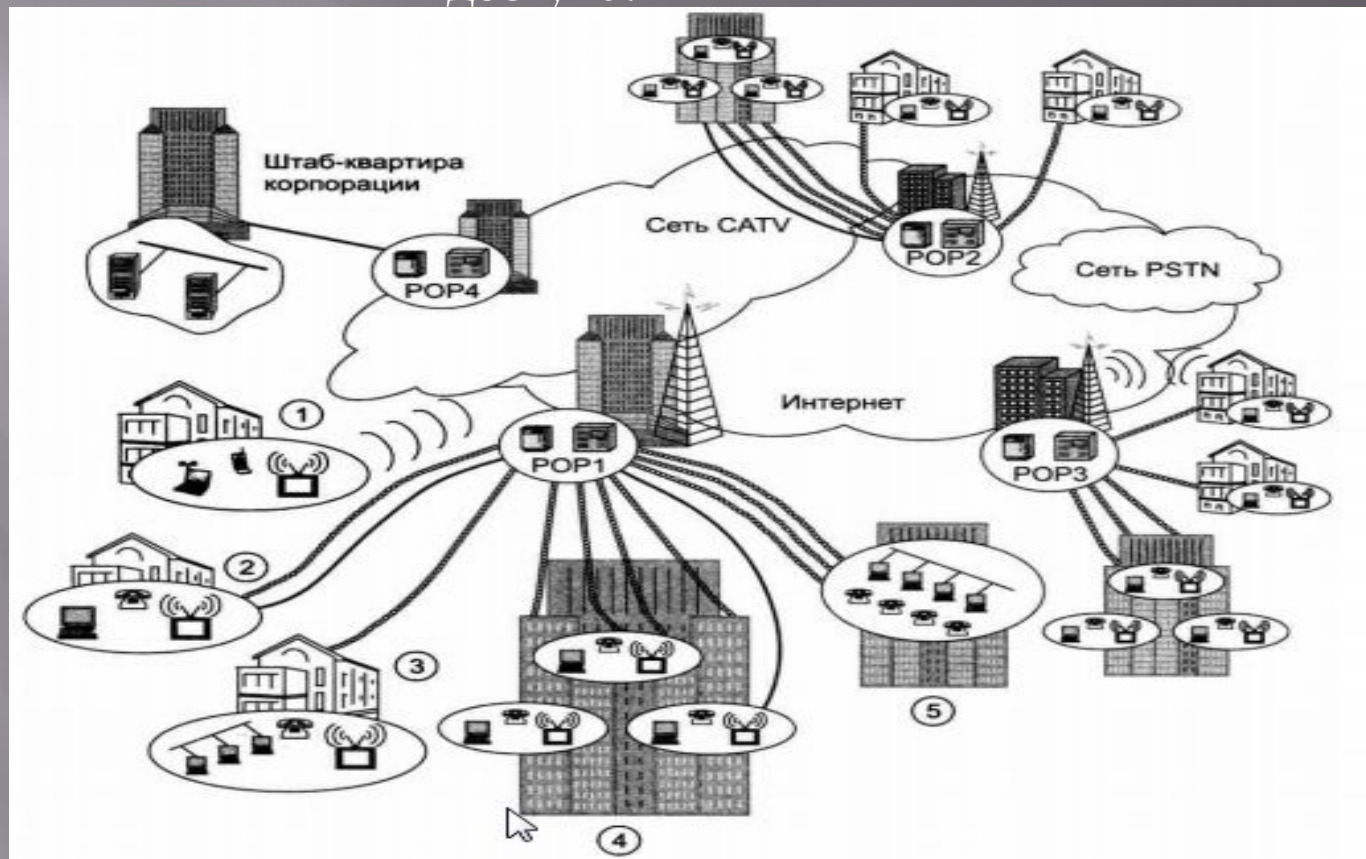 Штаб-квартира
корпорации
Сеть CATV
POP2
Сеть PSTN
POP4
Интернет
1
POP1
POP3
2
3
5
4